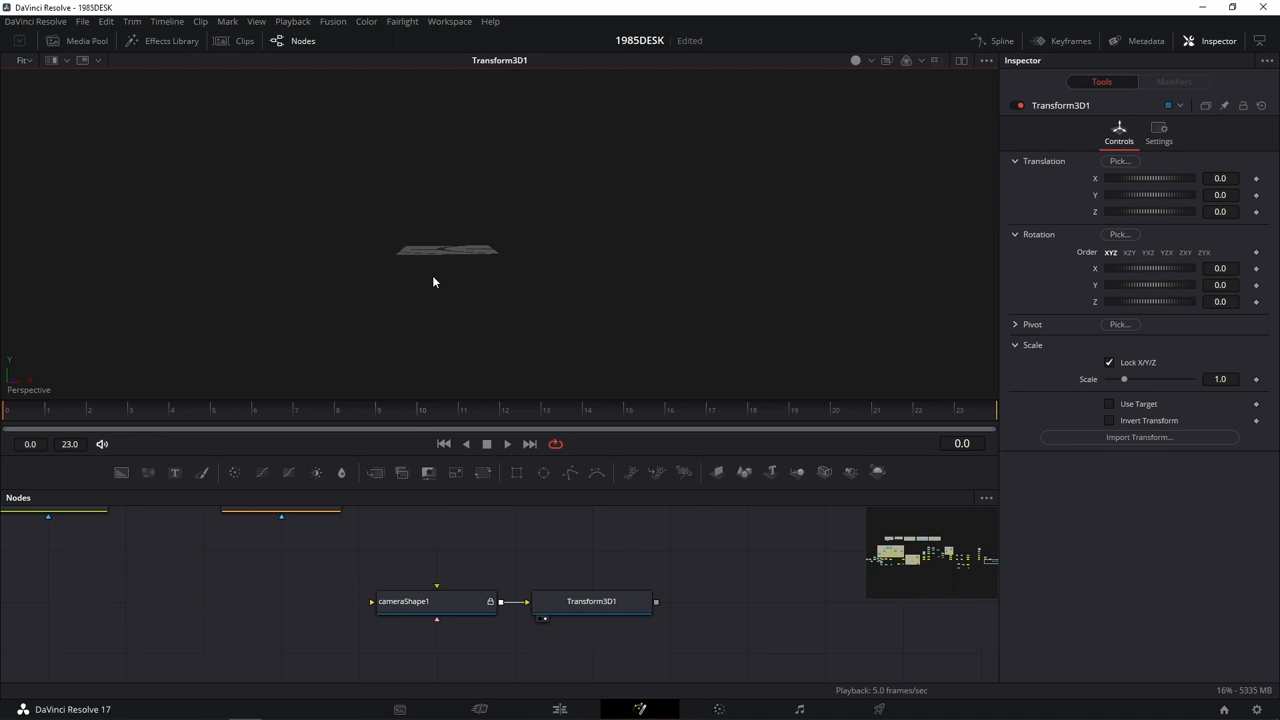 DaVinci Resolve - 1985DESK
DaVinci Resolve File Edit Trim Timeline Clip Mark View Playback Fusion Color Fairlight Workspace Help
Media Pool Effects Library Clips Nodes 1985DESK Edited Spline Keyframes Metadata Inspector
Fit Transform3D1 Inspector
Tools Modifiers
Transform3D1
Controls Settings
Translation Pick...
X 0.0
Y 0.0
Z 0.0
Rotation Pick...
Order XYZ XZY YXZ YZX ZXY ZYX
X 0.0
Y 0.0
Z 0.0
Pivot Pick...
Scale
Lock X/Y/Z
Scale 1.0
Use Target
Invert Transform
Import Transform...
Y
Perspective
0 1 2 3 4 5 6 7 8 9 10 11 12 13 14 15 16 17 18 19 20 21 22 23
0.0 23.0 0.0
T
Nodes
cameraShape1 Transform3D1
Playback: 5.0 frames/sec 16% - 5335 MB
DaVinci Resolve 17